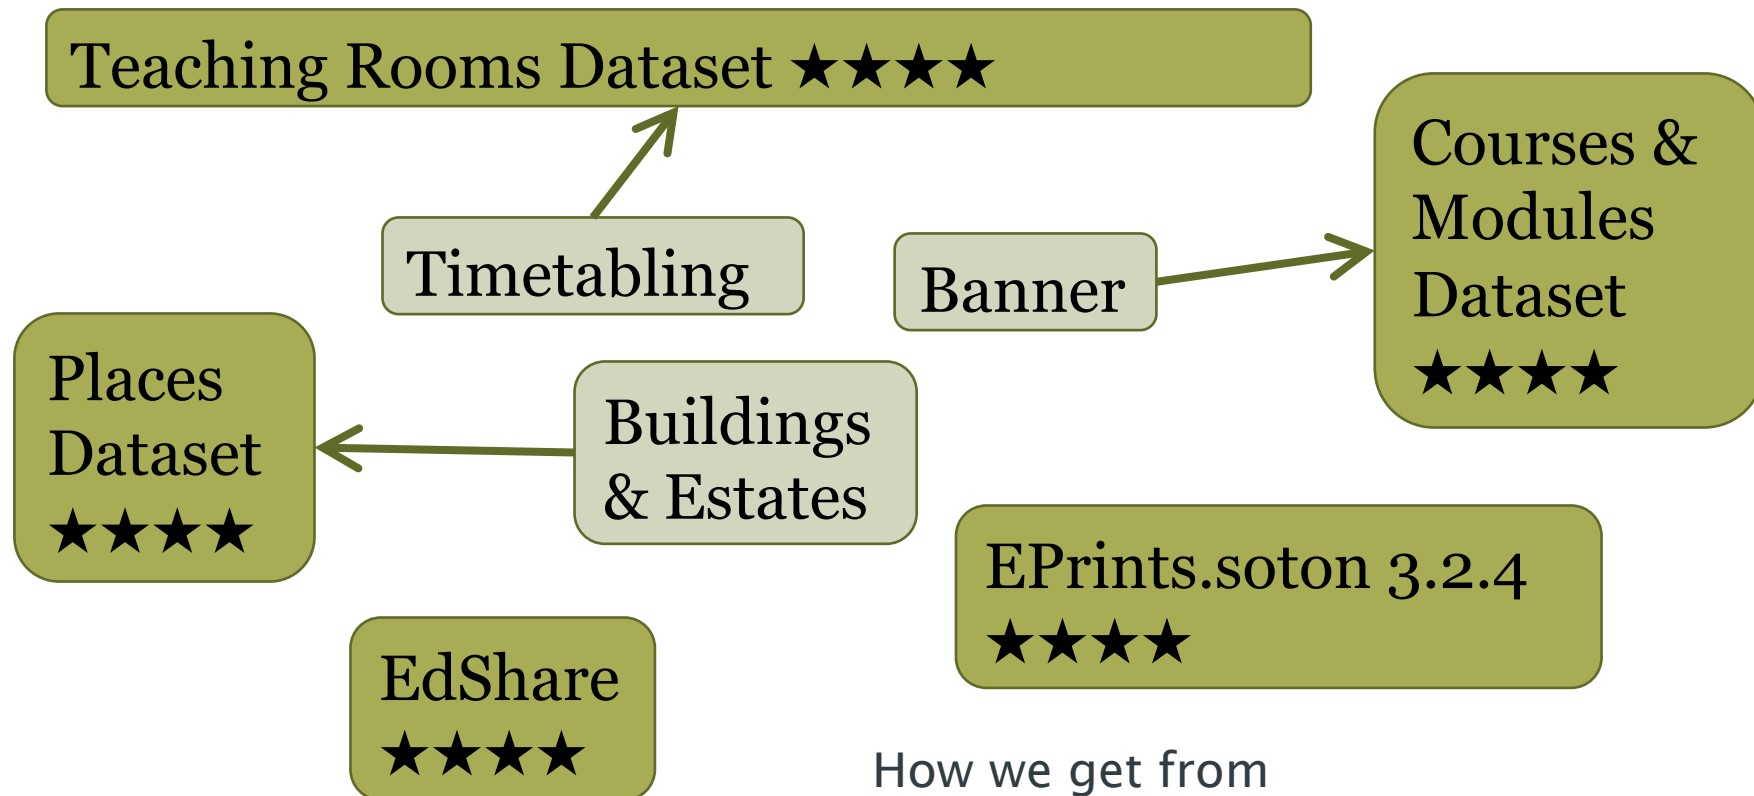 Teaching Rooms Dataset ★★★★
Courses &
Modules
Dataset
★★★★
Timetabling
Banner
Places
Dataset
★★★★
Buildings
& Estates
EPrints.soton 3.2.4
★★★★
EdShare
★★★★
How we get from